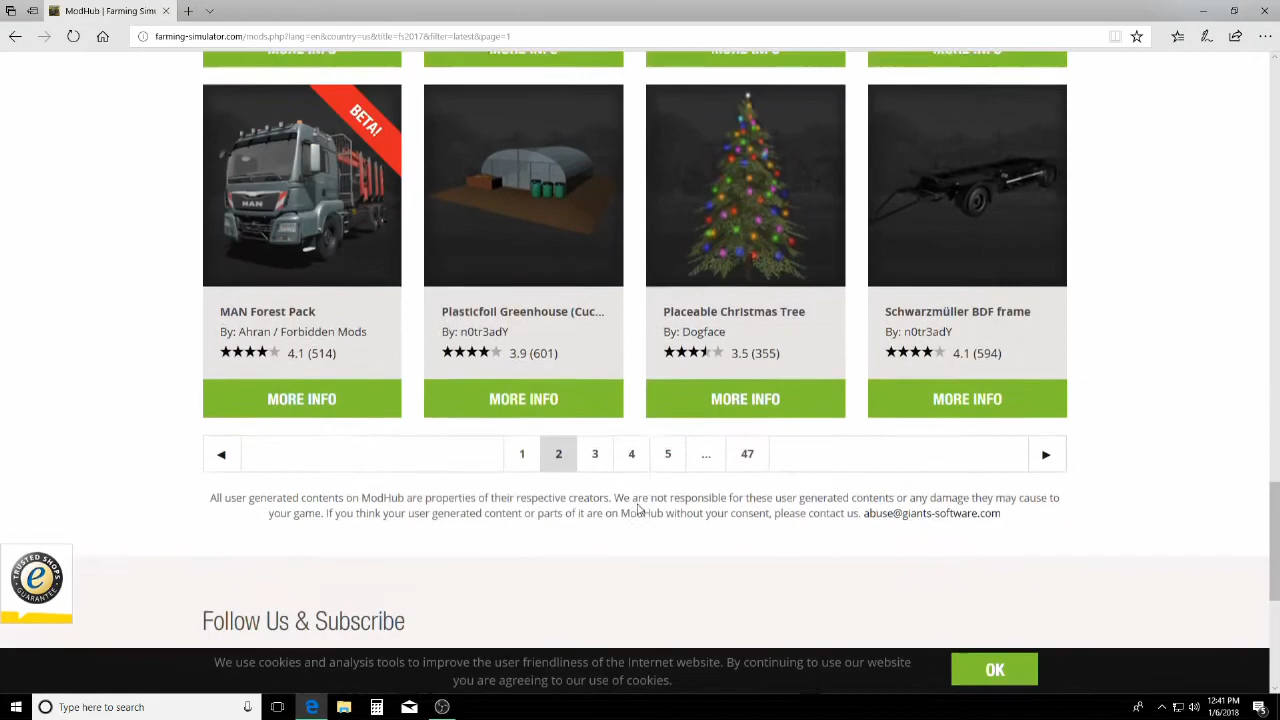 ModHub | Farming Sim
farming-simulator.com/mods.php?lang=en&country=us&title=fs2017&filter=latest&page=1
MORE INFO MORE INFO MORE INFO MORE INFO
BETA!
MAN
MAN Forest Pack
By: Ahran / Forbidden Mods
4.1 (514)
MORE INFO
Plasticfoil Greenhouse (Cuc...
By: n0tr3adY
3.9 (601)
MORE INFO
Placeable Christmas Tree
By: Dogface
3.5 (355)
MORE INFO
Schwarzmüller BDF frame
By: n0tr3adY
4.1 (594)
MORE INFO
◄ 1 2 3 4 5 ... 47 ►
All user generated contents on ModHub are properties of their respective creators. We are not responsible for these user generated contents or any damage they may cause to
your game. If you think your user generated content or parts of it are on ModHub without your consent, please contact us. abuse@giants-software.com
TRUSTED SHOPS
e
GUARANTEE
Follow Us & Subscribe
We use cookies and analysis tools to improve the user friendliness of the Internet website. By continuing to use our website
you are agreeing to our use of cookies.
OK
Type here to search
12:41 PM
1/6/2018